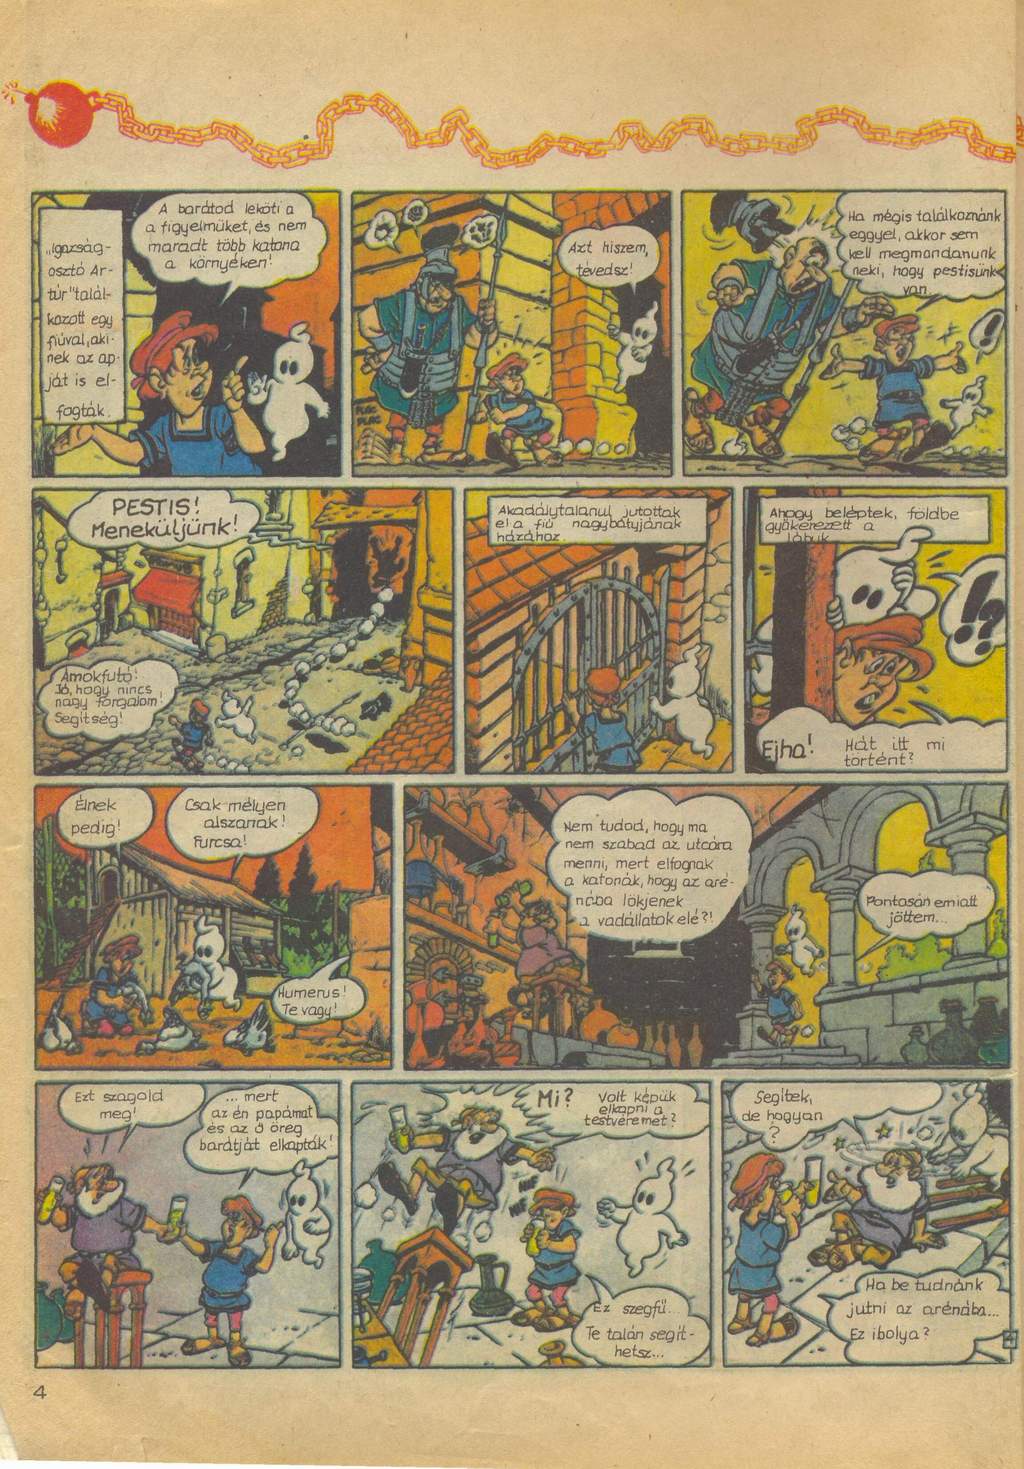 „Igazság-
osztó Ar-
túr" talál-
kozott egy
fiúval, aki-
nek az ap-
ját is el-
fogták.
A barátod leköti a
a figyelmüket, és nem
maradt több katona
a környéken!
Azt hiszem,
tévedsz!
PLAC
PLAC
Ha mégis találkoznánk
eggyel, akkor sem
kell megmondanunk
neki, hogy pestisünk
van.
PESTIS!
Meneküljünk!
Ámokfutó!
Jó, hogy nincs
nagy forgalom!
Segítség!
Akadálytalanul jutottak
el a fiú nagybátyjának
házához.
Ahogy beléptek, földbe
gyökerezett a
lábuk
!?
Ejha! Hát itt mi
történt?
Élnek
pedig!
Csak mélyen
alszanak!
Furcsa!
Humerus!
Te vagy!
Nem tudod, hogy ma
nem szabad az utcára
menni, mert elfognak
a katonák, hogy az aré-
nába lökjenek
a vadállatok elé?!
Pontosan emiatt
jöttem...
Ezt szagold
meg!
... mert
az én papámat
és az ő öreg
barátját elkapták!
Mi? Volt képük
elkapni a
testvéremet?
Ez szegfű...
Te talán segít-
hetsz...
Segítek,
de hogyan
?
Ha be tudnánk
jutni az arénába...
Ez ibolya?
4